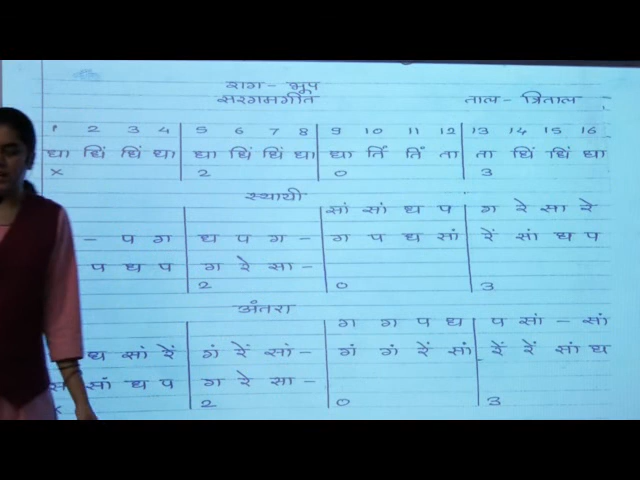 राग - भूप
सरगमगीत ताल - त्रिताल
१ 2 3 4 5 6 7 8 9 10 11 12 13 14 15 16
धा धिं धिं धा धा धिं धिं धा धा तिं तिं ता ता धिं धिं धा
x 2 0 3
स्थायी
सां सां ध प ग रे सा रे
- प ग ध प ग - ग प ध सां रें सां ध प
प ध प ग रे सा -
2 0 3
अंतरा
ग ग प ध प सां - सां
ध सां रें गं रें सां - गं गं रें सां रें रें सां ध
सां ध प ग रे सा -
x 2 0 3